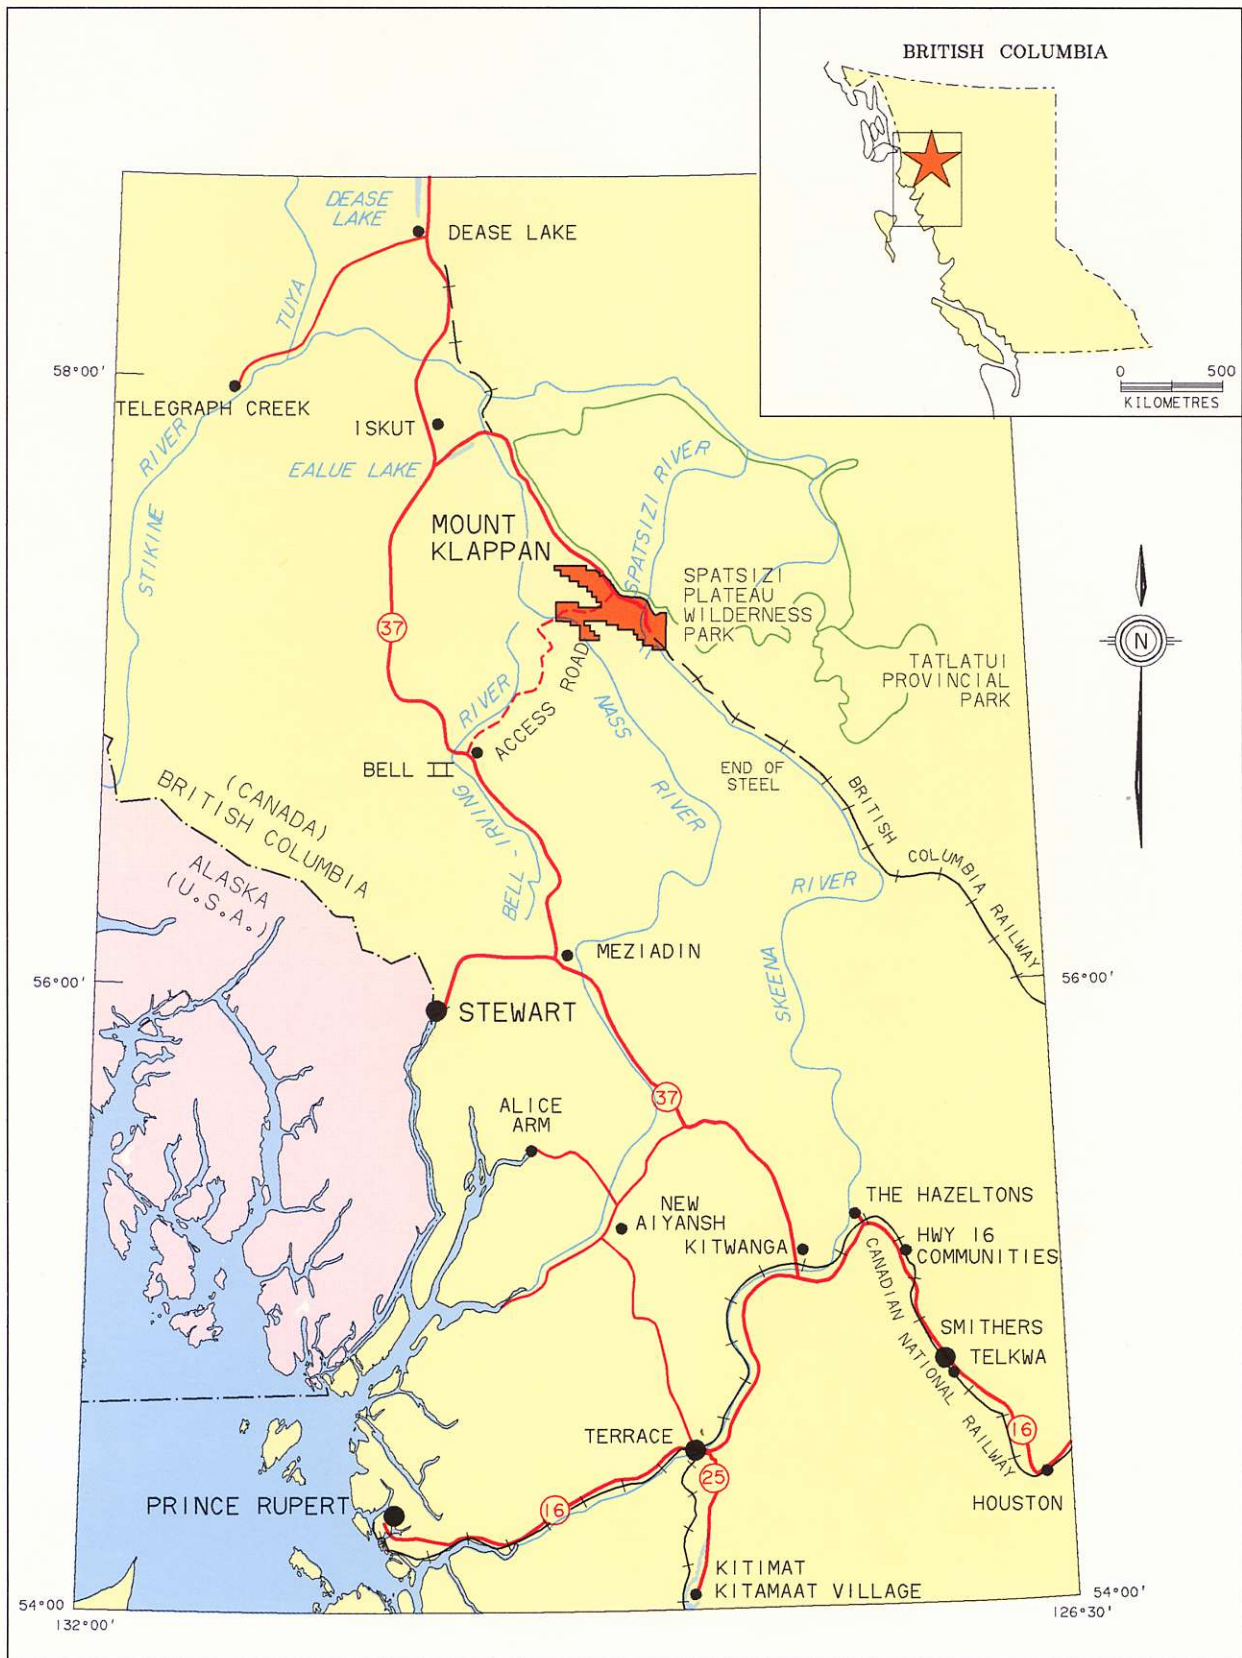 BRITISH COLUMBIA
0 500
KILOMETRES
DEASE
LAKE
DEASE LAKE
TUYA
58°00'
TELEGRAPH CREEK
ISKUT
EALUE LAKE
RIVER
STIKINE
MOUNT
KLAPPAN
SPATSIZI RIVER
SPATSIZI
PLATEAU
WILDERNESS
PARK
TATLATUI
PROVINCIAL
PARK
N
37
RIVER
ACCESS ROAD
NASS
RIVER
BELL II
BELL - IRVING
END OF
STEEL
BRITISH
COLUMBIA RAILWAY
(CANADA)
BRITISH COLUMBIA
ALASKA
(U.S.A.)
RIVER
SKEENA
MEZIADIN
56°00'
56°00'
STEWART
37
ALICE
ARM
NEW
AIYANSH
KITWANGA
THE HAZELTONS
HWY 16
COMMUNITIES
CANADIAN NATIONAL RAILWAY
SMITHERS
TELKWA
16
HOUSTON
TERRACE
25
PRINCE RUPERT
16
KITIMAT
KITAMAAT VILLAGE
54°00
132°00'
54°00'
126°30'